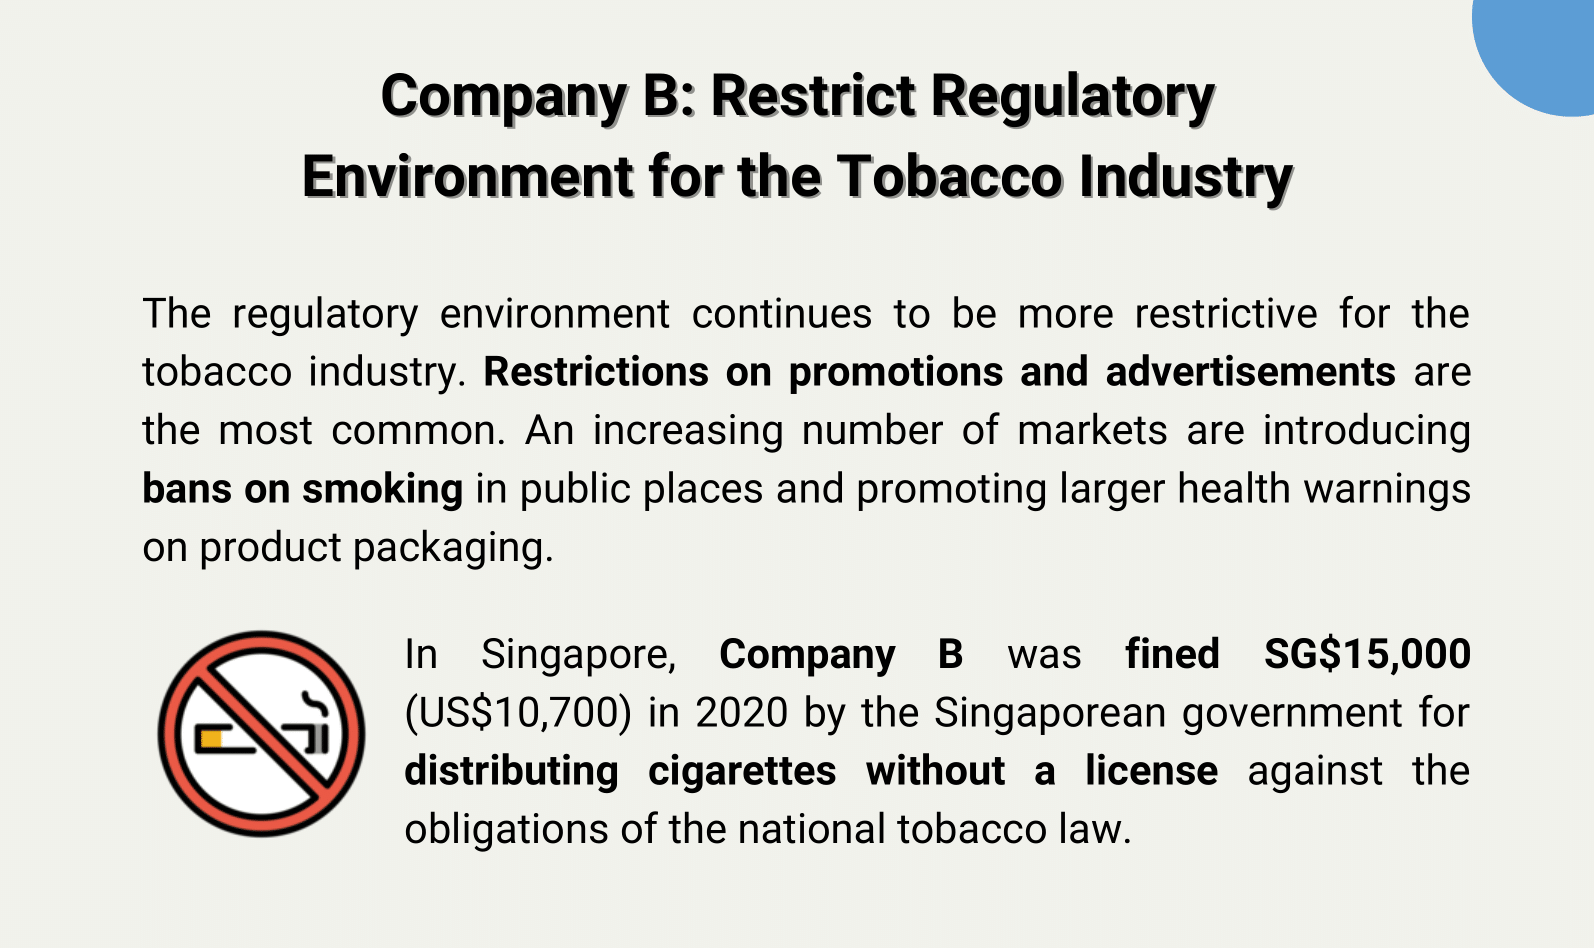 Company B: Restrict Regulatory
Environment for the Tobacco Industry
The regulatory environment continues to be more restrictive for the
tobacco industry. Restrictions on promotions and advertisements are
the most common. An increasing number of markets are introducing
bans on smoking in public places and promoting larger health warnings
on product packaging.
In Singapore, Company B was fined SG$15,000
(US$10,700) in 2020 by the Singaporean government for
distributing cigarettes without a license against the
obligations of the national tobacco law.